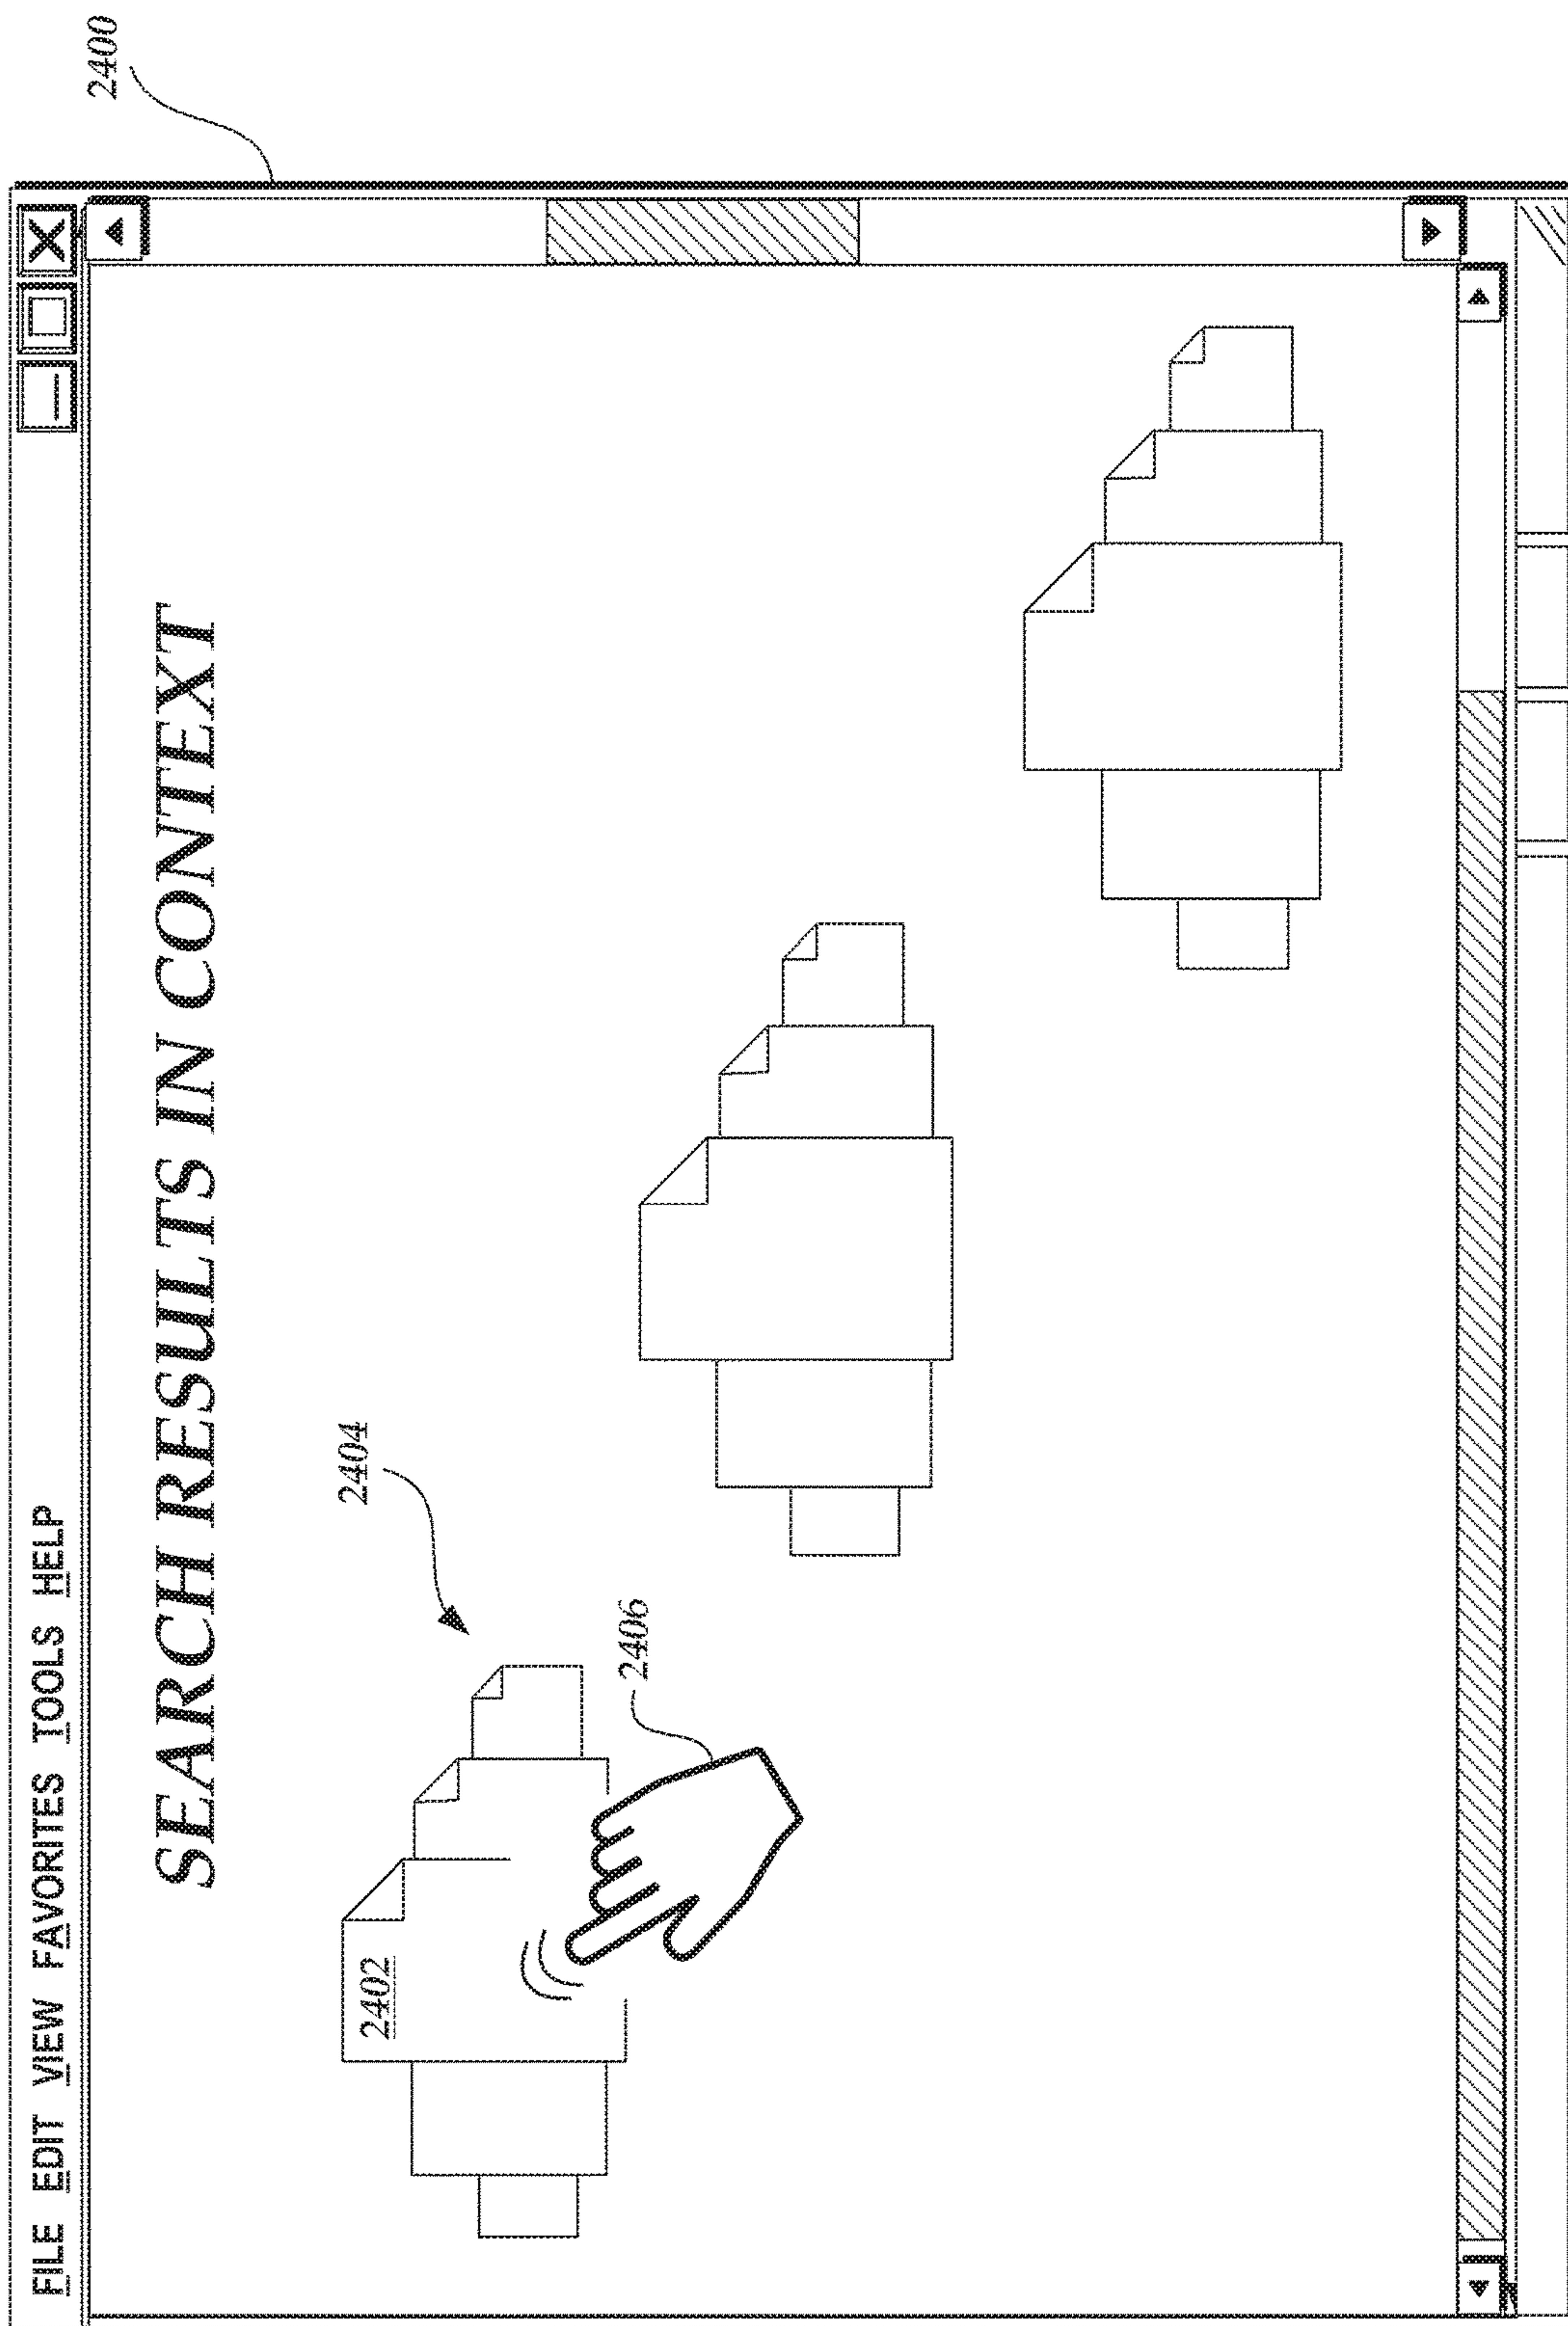 2400
FILE EDIT VIEW FAVORITES TOOLS HELP
SEARCH RESULTS IN CONTEXT
2404
2402
2406